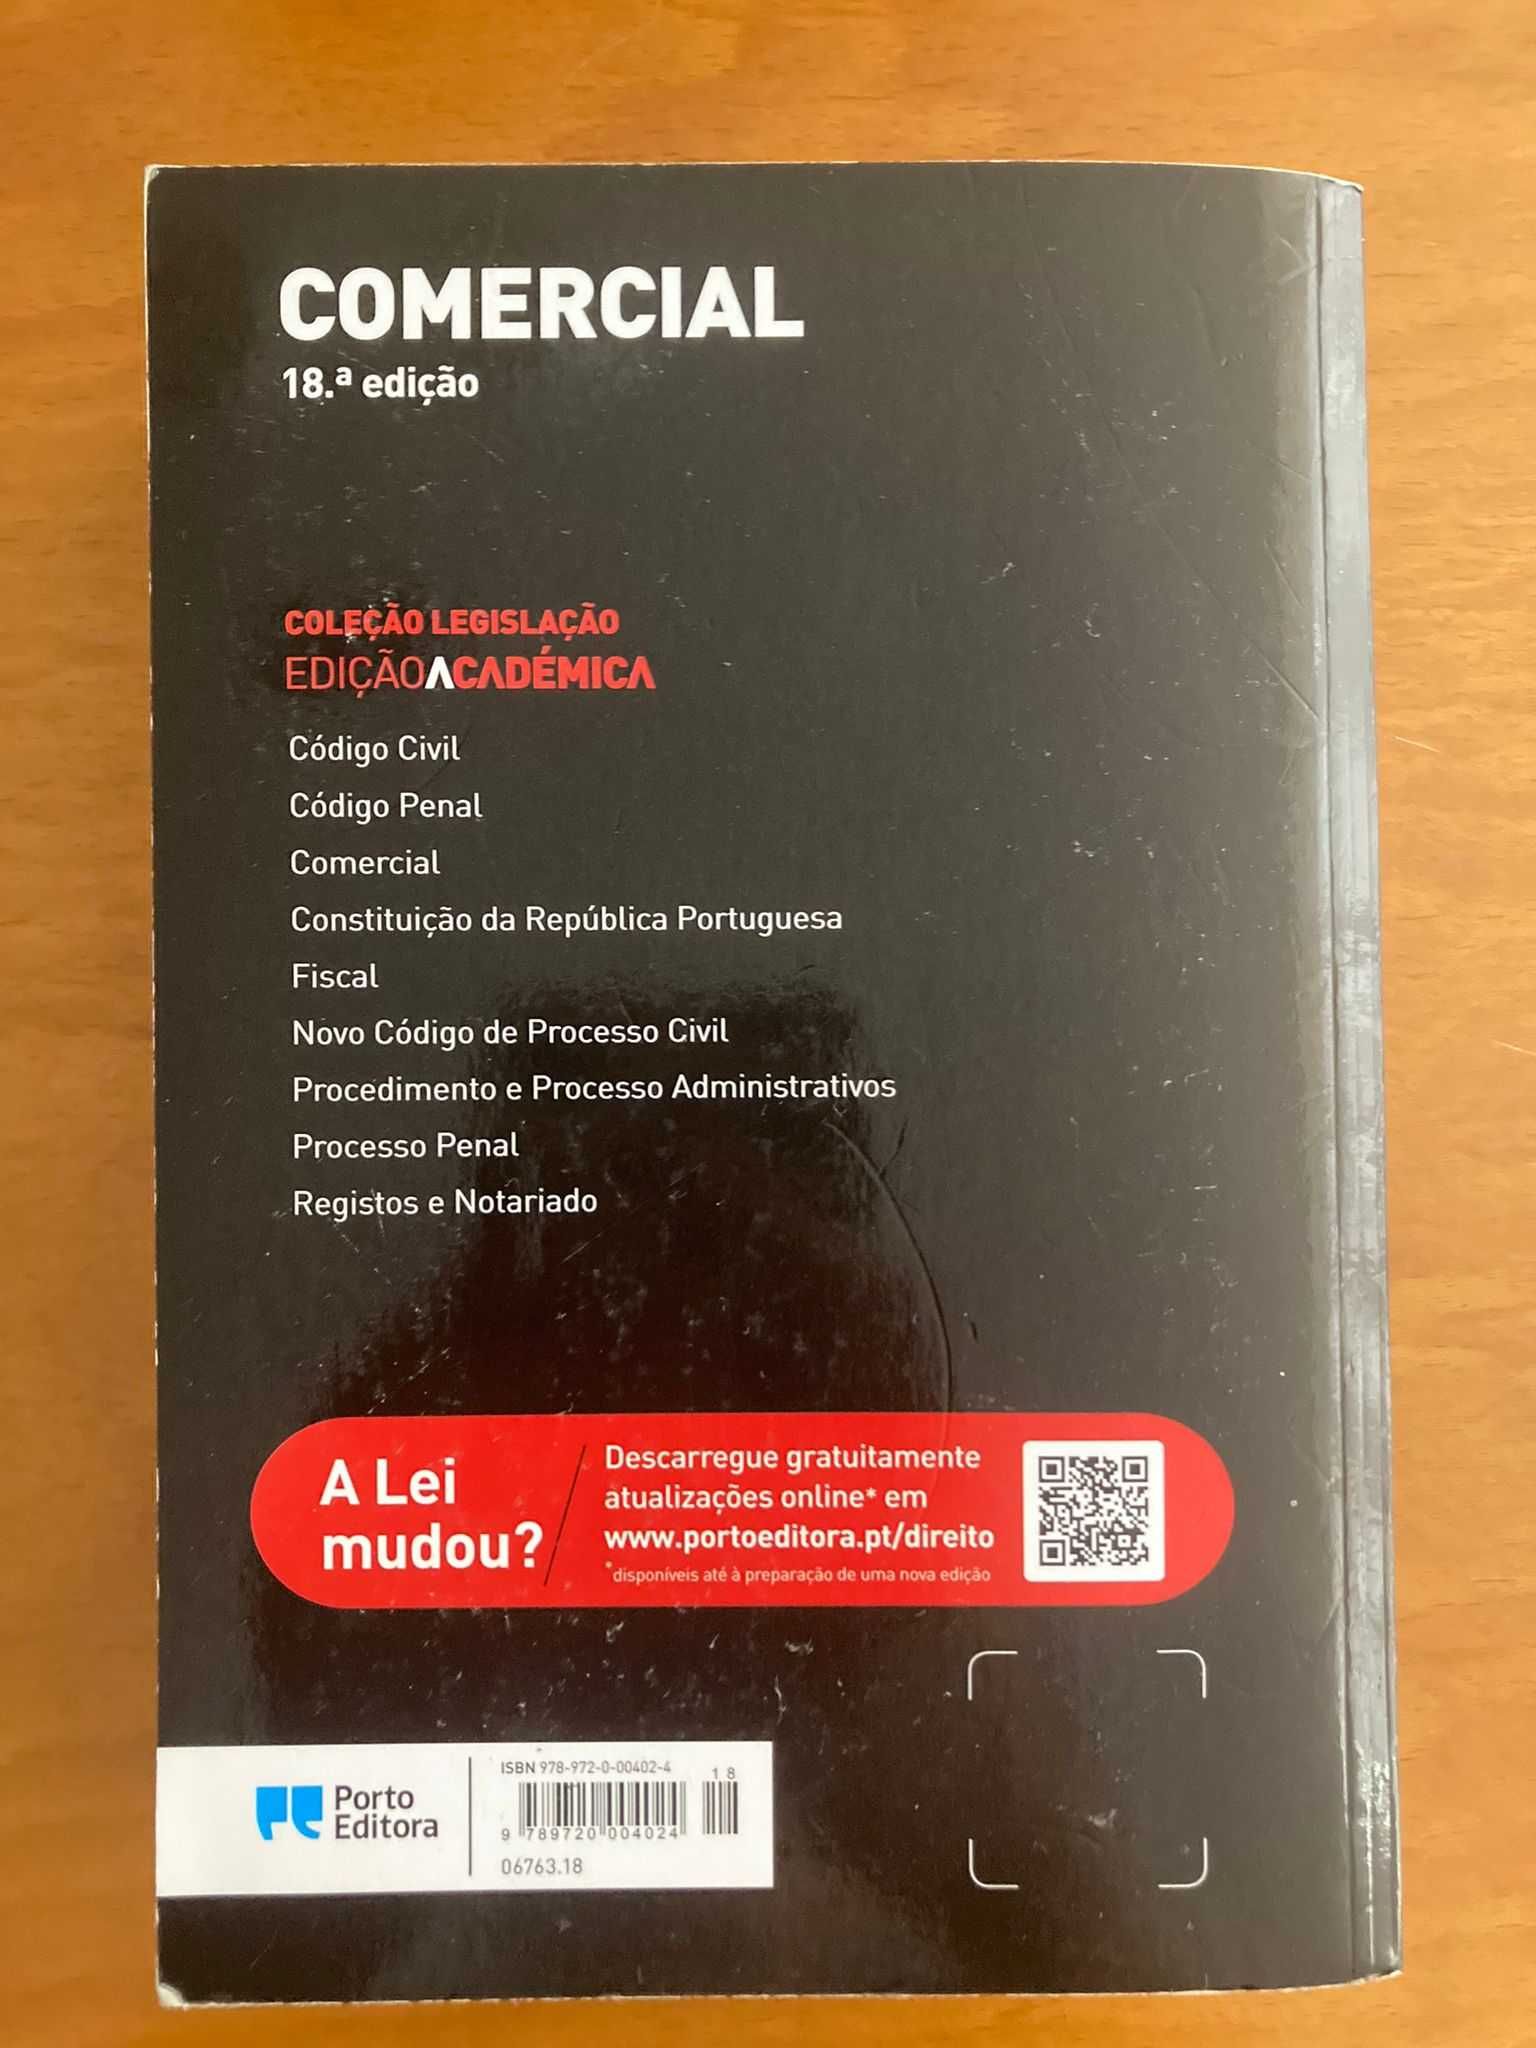 COMERCIAL
18.ª edição
COLEÇÃO LEGISLAÇÃO
EDIÇÃOACADÉMICA
Código Civil
Código Penal
Comercial
Constituição da República Portuguesa
Fiscal
Novo Código de Processo Civil
Procedimento e Processo Administrativos
Processo Penal
Registos e Notariado
A Lei
mudou?
Descarregue gratuitamente
atualizações online* em
www.portoeditora.pt/direito
*disponíveis até à preparação de uma nova edição
Porto
Editora
ISBN 978-972-0-00402-4
18
9 789720 004024
06763.18